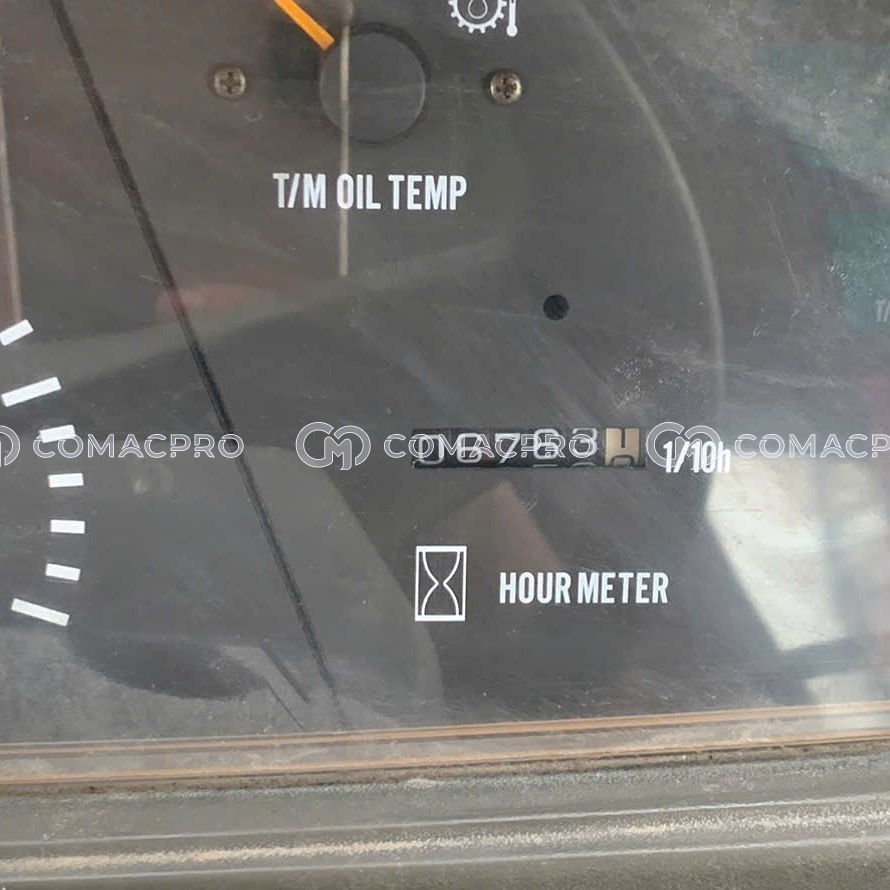 T/M OIL TEMP
COMACPRO COMACPRO COMACPRO
1/10h
HOUR METER